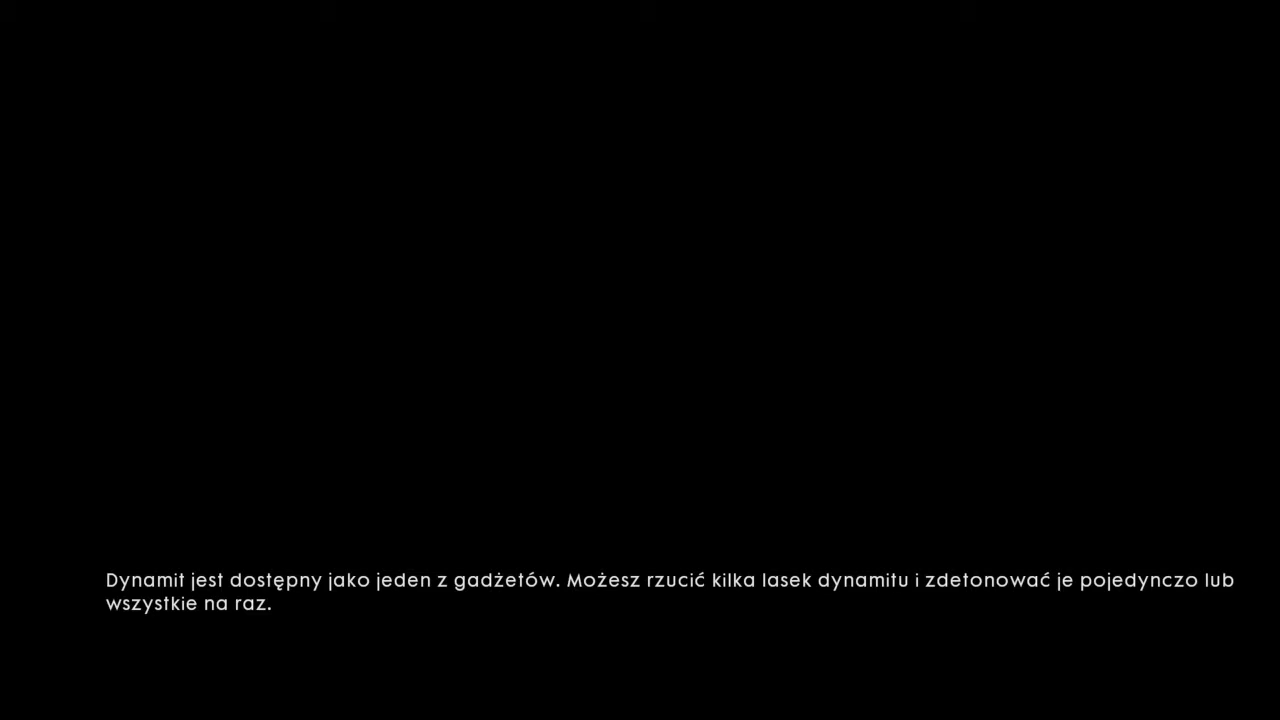 Dynamit jest dostępny jako jeden z gadżetów. Możesz rzucić kilka lasek dynamitu i zdetonować je pojedynczo lub
wszystkie na raz.